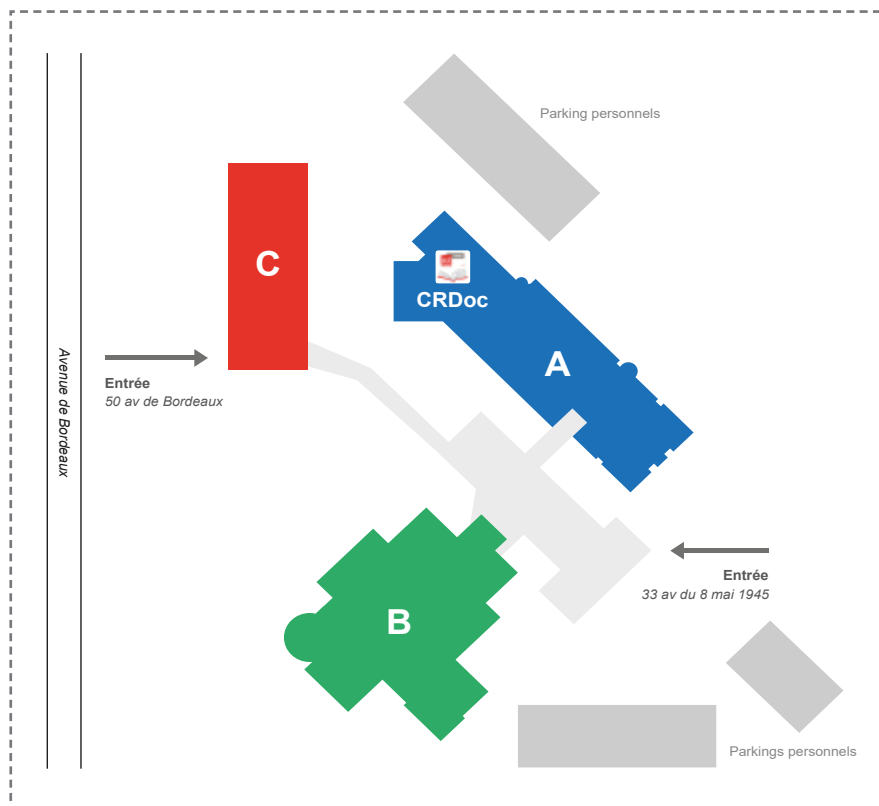 Parking personnels
C
CRDoc
A
Avenue de Bordeaux
Entrée
50 av de Bordeaux
Entrée
33 av du 8 mai 1945
B
Parkings personnels